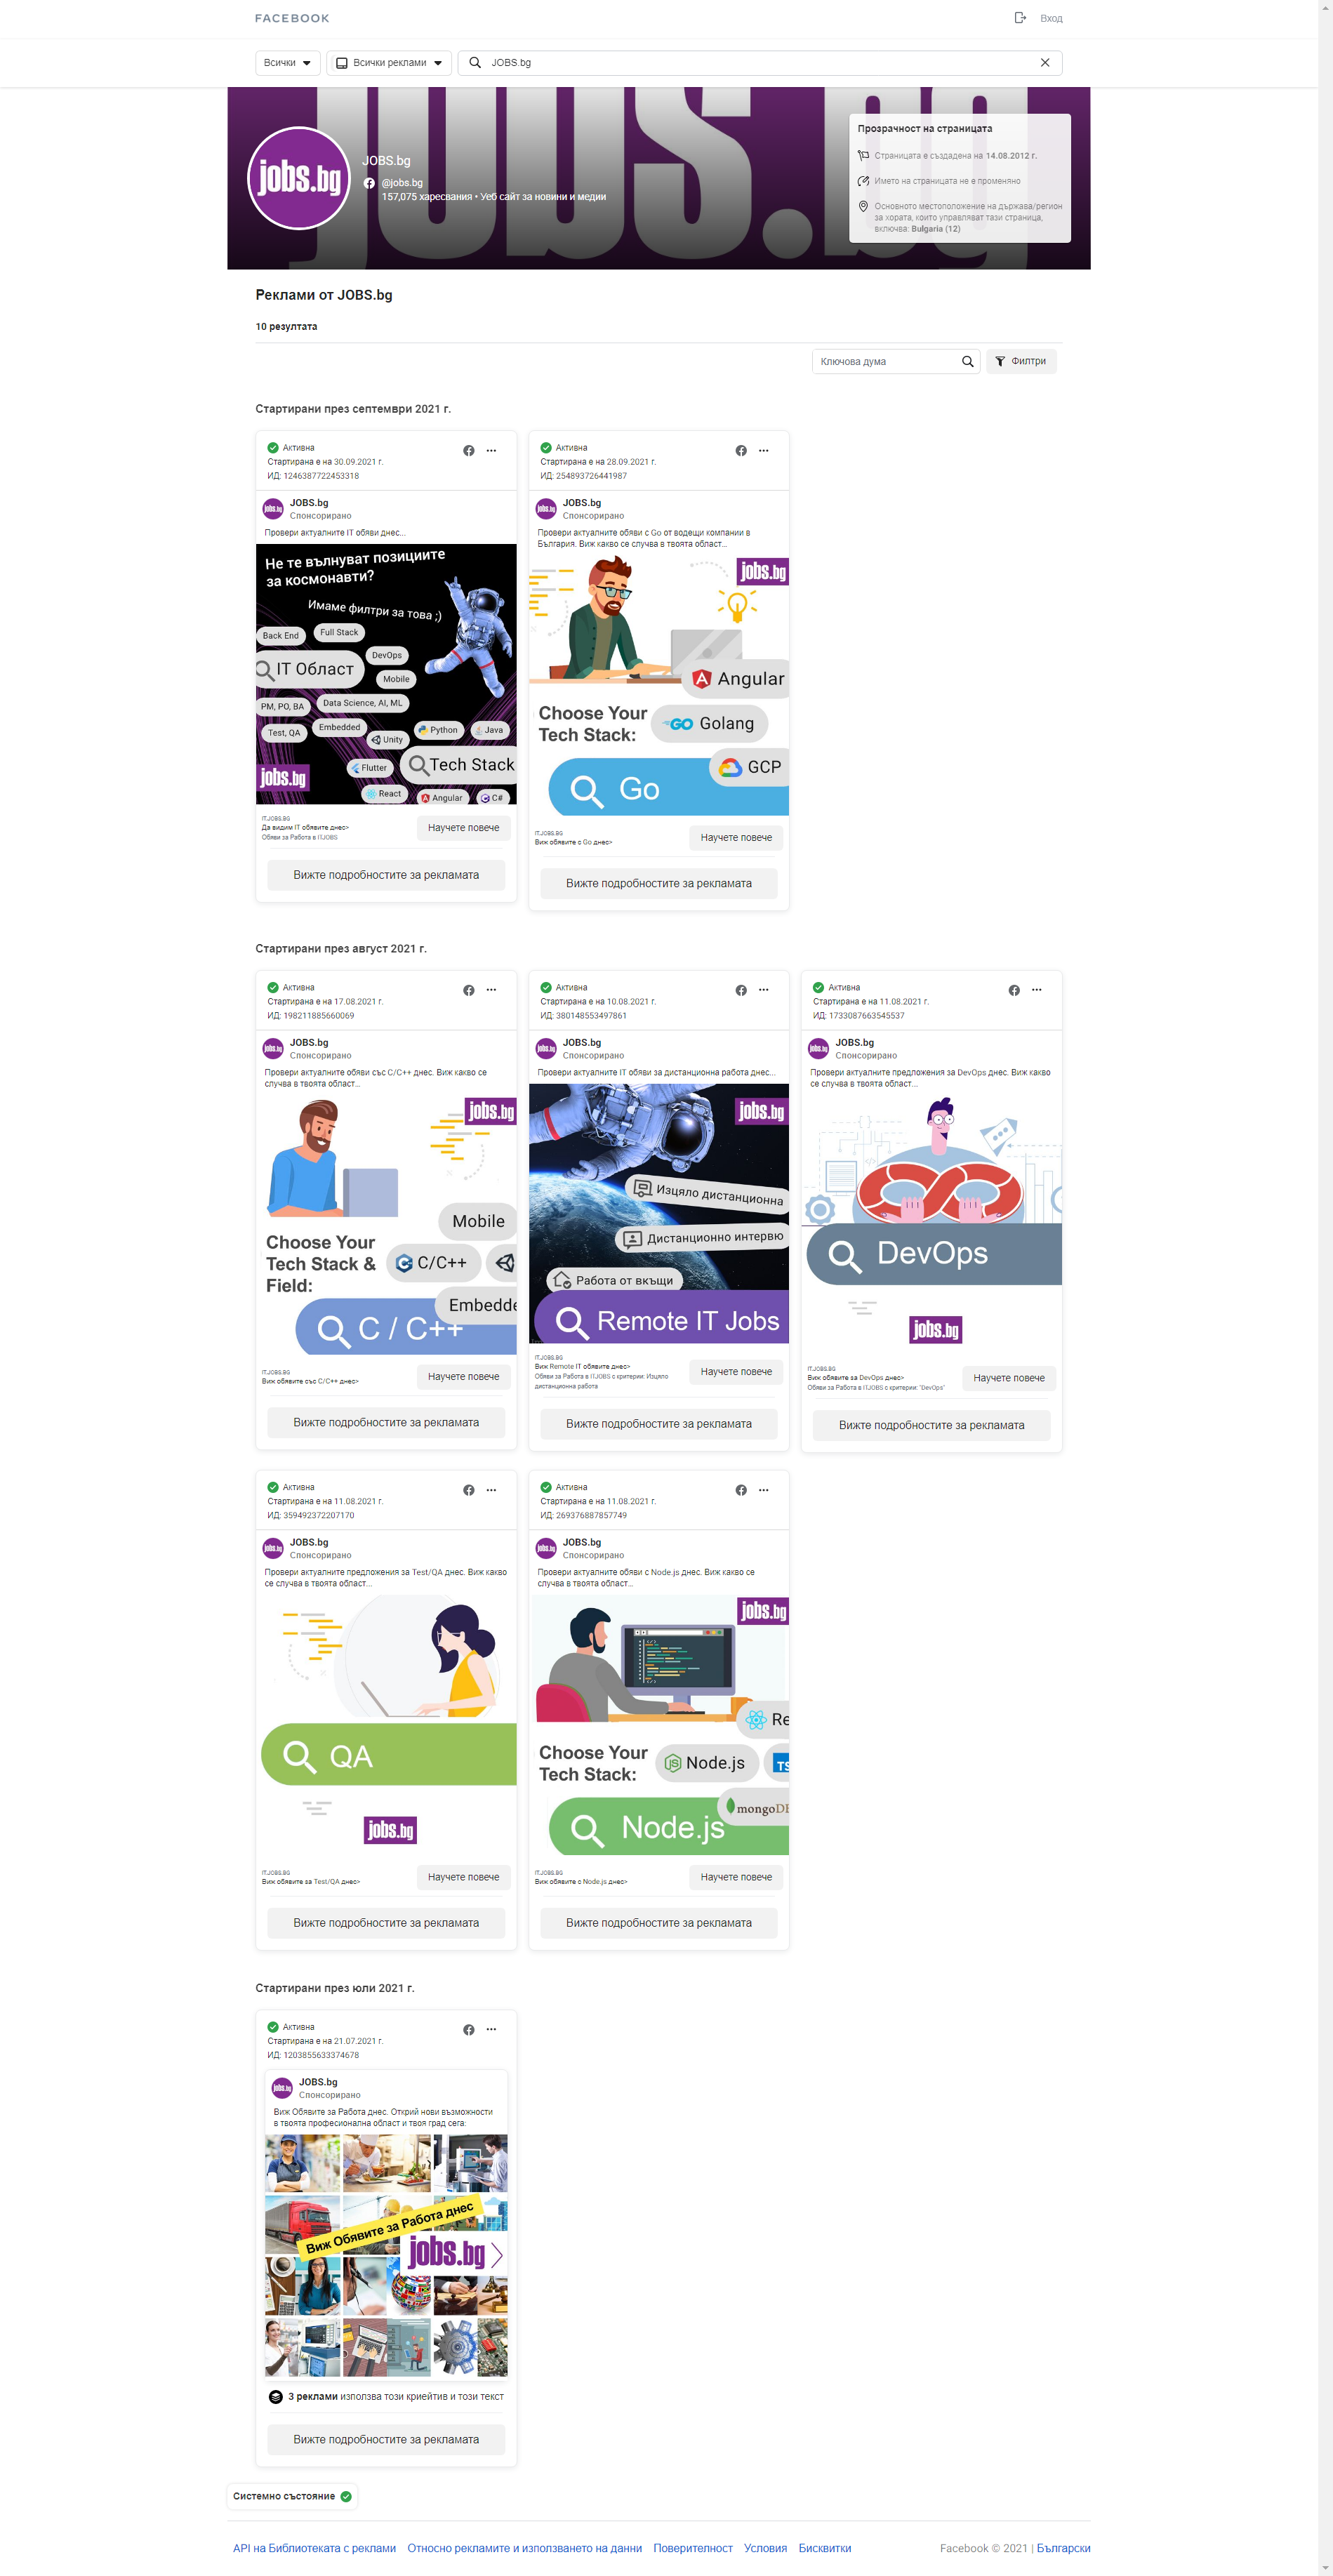 FACEBOOK
Вход
Всички
Всички реклами
JOBS.bg
jobs.bg
JOBS.bg
@jobs.bg
157,075 харесвания • Уеб сайт за новини и медии
Прозрачност на страницата
Страницата е създадена на 14.08.2012 г.
Името на страницата не е променяно
Основното местоположение на държава/регион
за хората, които управляват тази страница,
включва: Bulgaria (12)
Реклами от JOBS.bg
10 резултата
Ключова дума
Филтри
Стартирани през септември 2021 г.
Активна
Стартирана е на 30.09.2021 г.
ИД: 1246387722453318
JOBS.bg
Спонсорирано
Провери актуалните IT обяви днес...
Не те вълнуват позициите
за космонавти?
Имаме филтри за това ;)
Back End
Full Stack
IT Област
DevOps
Mobile
PM, PO, BA
Data Science, AI, ML
Test, QA
Embedded
Unity
Python
Java
Flutter
Tech Stack
React
Angular
C#
jobs.bg
ITJOBS.BG
Да видим IT обявите днес>
Обяви за Работа в ITJOBS
Научете повече
Вижте подробностите за рекламата
Активна
Стартирана е на 28.09.2021 г.
ИД: 254893726441987
JOBS.bg
Спонсорирано
Провери актуалните обяви с Go от водещи компании в
България. Виж какво се случва в твоята област...
jobs.bg
Angular
Choose Your
Tech Stack:
Golang
GCP
Go
ITJOBS.BG
Виж обявите с Go днес>
Научете повече
Вижте подробностите за рекламата
Стартирани през август 2021 г.
Активна
Стартирана е на 17.08.2021 г.
ИД: 198211885660069
JOBS.bg
Спонсорирано
Провери актуалните обяви със C/C++ днес. Виж какво се
случва в твоята област...
jobs.bg
Mobile
Choose Your
Tech Stack &
Field:
C/C++
Embedde
C / C++
ITJOBS.BG
Виж обявите със C/C++ днес>
Научете повече
Вижте подробностите за рекламата
Активна
Стартирана е на 10.08.2021 г.
ИД: 380148553497861
JOBS.bg
Спонсорирано
Провери актуалните IT обяви за дистанционна работа днес...
jobs.bg
Изцяло дистанционна
Дистанционно интервю
Работа от вкъщи
Remote IT Jobs
ITJOBS.BG
Виж Remote IT обявите днес>
Обяви за Работа в ITJOBS с критерии: Изцяло
дистанционна работа
Научете повече
Вижте подробностите за рекламата
Активна
Стартирана е на 11.08.2021 г.
ИД: 1733087663545537
JOBS.bg
Спонсорирано
Провери актуалните предложения за DevOps днес. Виж какво
се случва в твоята област...
DevOps
jobs.bg
ITJOBS.BG
Виж обявите за DevOps днес>
Обяви за Работа в ITJOBS с критерии: "DevOps"
Научете повече
Вижте подробностите за рекламата
Активна
Стартирана е на 11.08.2021 г.
ИД: 359492372207170
JOBS.bg
Спонсорирано
Провери актуалните предложения за Test/QA днес. Виж какво
се случва в твоята област...
QA
jobs.bg
ITJOBS.BG
Виж обявите за Test/QA днес>
Научете повече
Вижте подробностите за рекламата
Активна
Стартирана е на 11.08.2021 г.
ИД: 269376887857749
JOBS.bg
Спонсорирано
Провери актуалните обяви с Node.js днес. Виж какво се
случва в твоята област...
jobs.bg
Re
Choose Your
Tech Stack:
Node.js
TS
mongoDB
Node.js
ITJOBS.BG
Виж обявите с Node.js днес>
Научете повече
Вижте подробностите за рекламата
Стартирани през юли 2021 г.
Активна
Стартирана е на 21.07.2021 г.
ИД: 1203855633374678
JOBS.bg
Спонсорирано
Виж Обявите за Работа днес. Открий нови възможности
в твоята професионална област и твоя град сега:
Виж Обявите за Работа днес
jobs.bg
3 реклами използва този криейтив и този текст
Вижте подробностите за рекламата
Системно състояние
API на Библиотеката с реклами
Относно рекламите и използването на данни
Поверителност
Условия
Бисквитки
Facebook © 2021 | Български